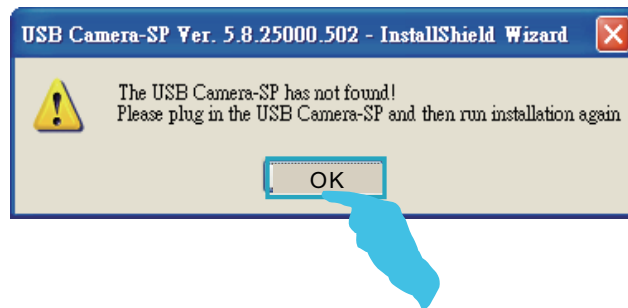 USB Camera-SP Ver. 5.8.25000.502 - InstallShield Wizard
The USB Camera-SP has not found!
Please plug in the USB Camera-SP and then run installation again
OK